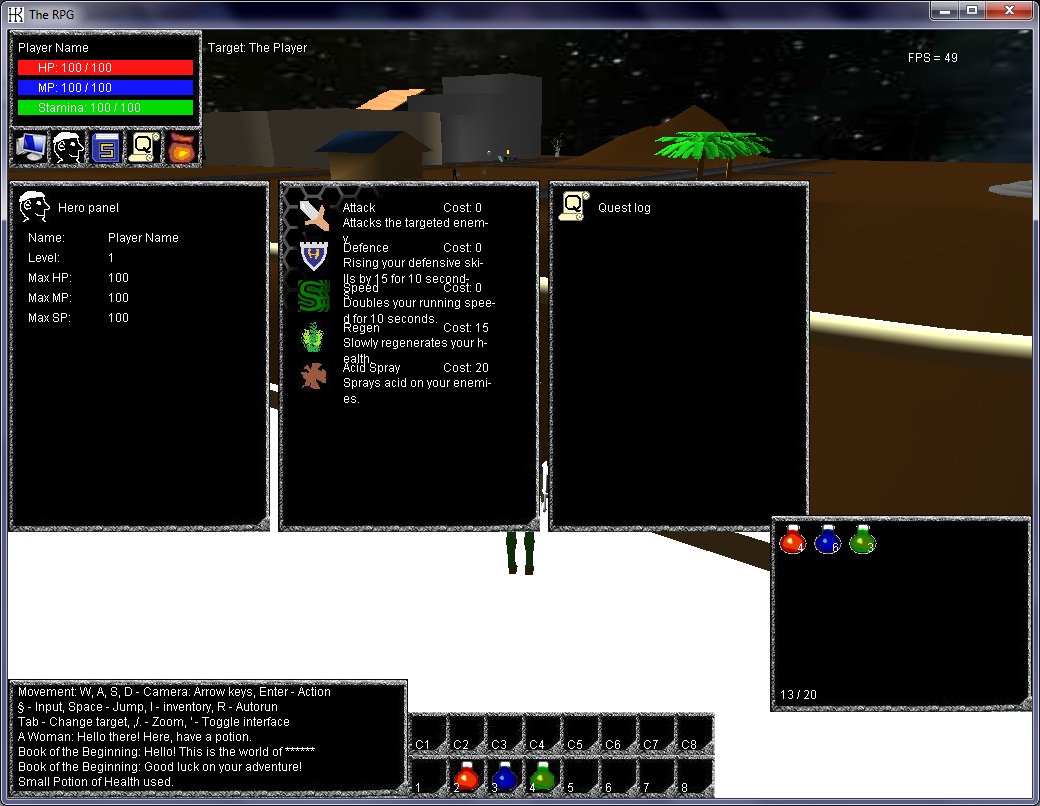 The RPG
Player Name
HP: 100 / 100
MP: 100 / 100
Stamina: 100 / 100
Target: The Player
FPS = 49
S
Q
Hero panel
Name: Player Name
Level: 1
Max HP: 100
Max MP: 100
Max SP: 100
Attack Cost: 0
Attacks the targeted enem-
y.
Defence Cost: 0
Rising your defensive ski-
lls by 15 for 10 second-
s.
Speed Cost: 0
Doubles your running spee-
d for 10 seconds.
Regen Cost: 15
Slowly regenerates your h-
ealth.
Acid Spray Cost: 20
Sprays acid on your enemi-
es.
Q
Quest log
4 6 3
13 / 20
Movement: W, A, S, D - Camera: Arrow keys, Enter - Action
§ - Input, Space - Jump, I - inventory, R - Autorun
Tab - Change target, ,/. - Zoom, ' - Toggle interface
A Woman: Hello there! Here, have a potion.
Book of the Beginning: Hello! This is the world of ******
Book of the Beginning: Good luck on your adventure!
Small Potion of Health used.
C1 C2 C3 C4 C5 C6 C7 C8
1 2 3 4 5 6 7 8